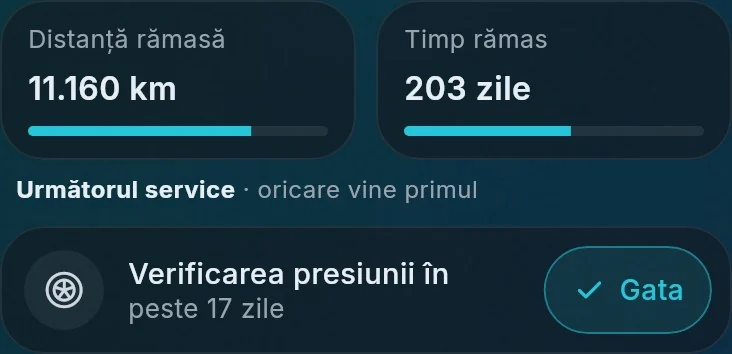 Distanță rămasă
Timp rămas
11.160 km
203 zile
Următorul service · oricare vine primul
Verificarea presiunii în
peste 17 zile
Gata